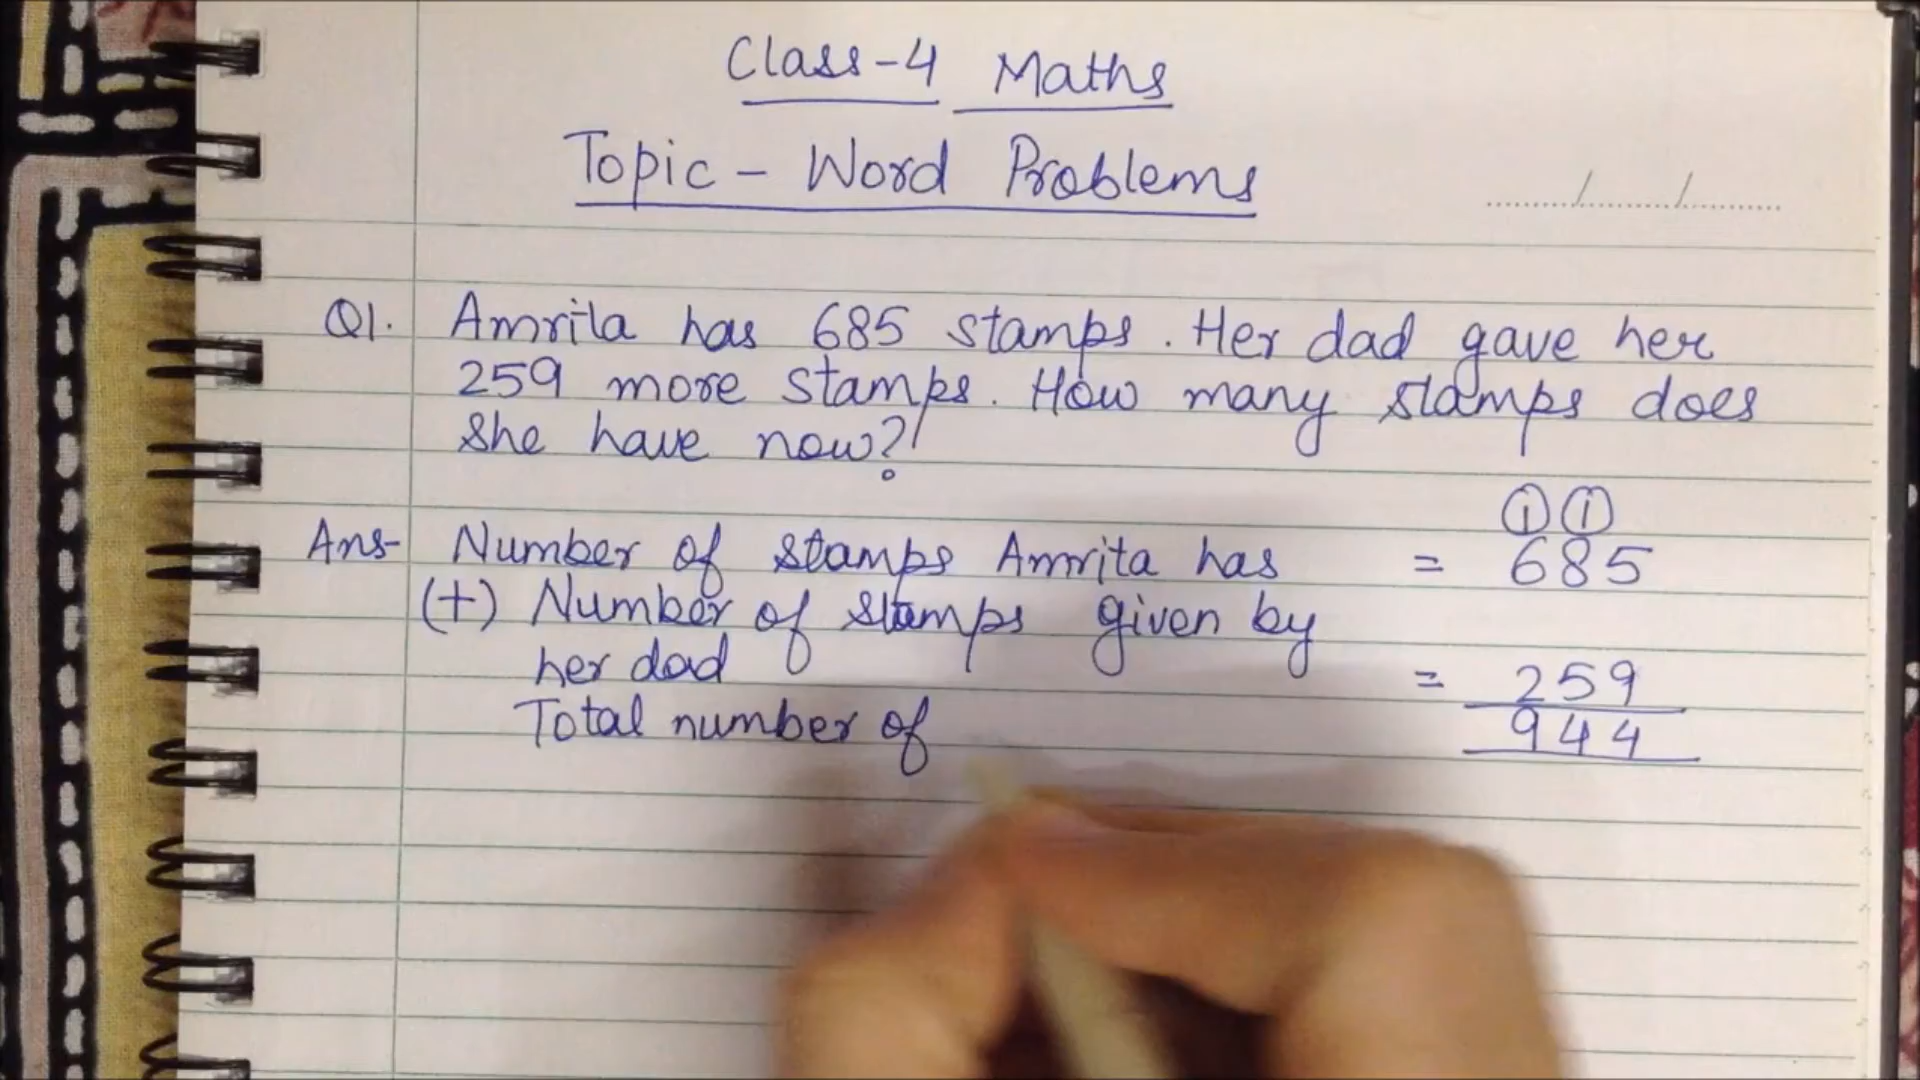 Class-4 Maths
Topic - Word Problems
Q1. Amrita has 685 stamps. Her dad gave her
259 more stamps. How many stamps does
she have now?
1 1
Ans- Number of stamps Amrita has = 685
(+) Number of stamps given by
her dad = 259
Total number of 944